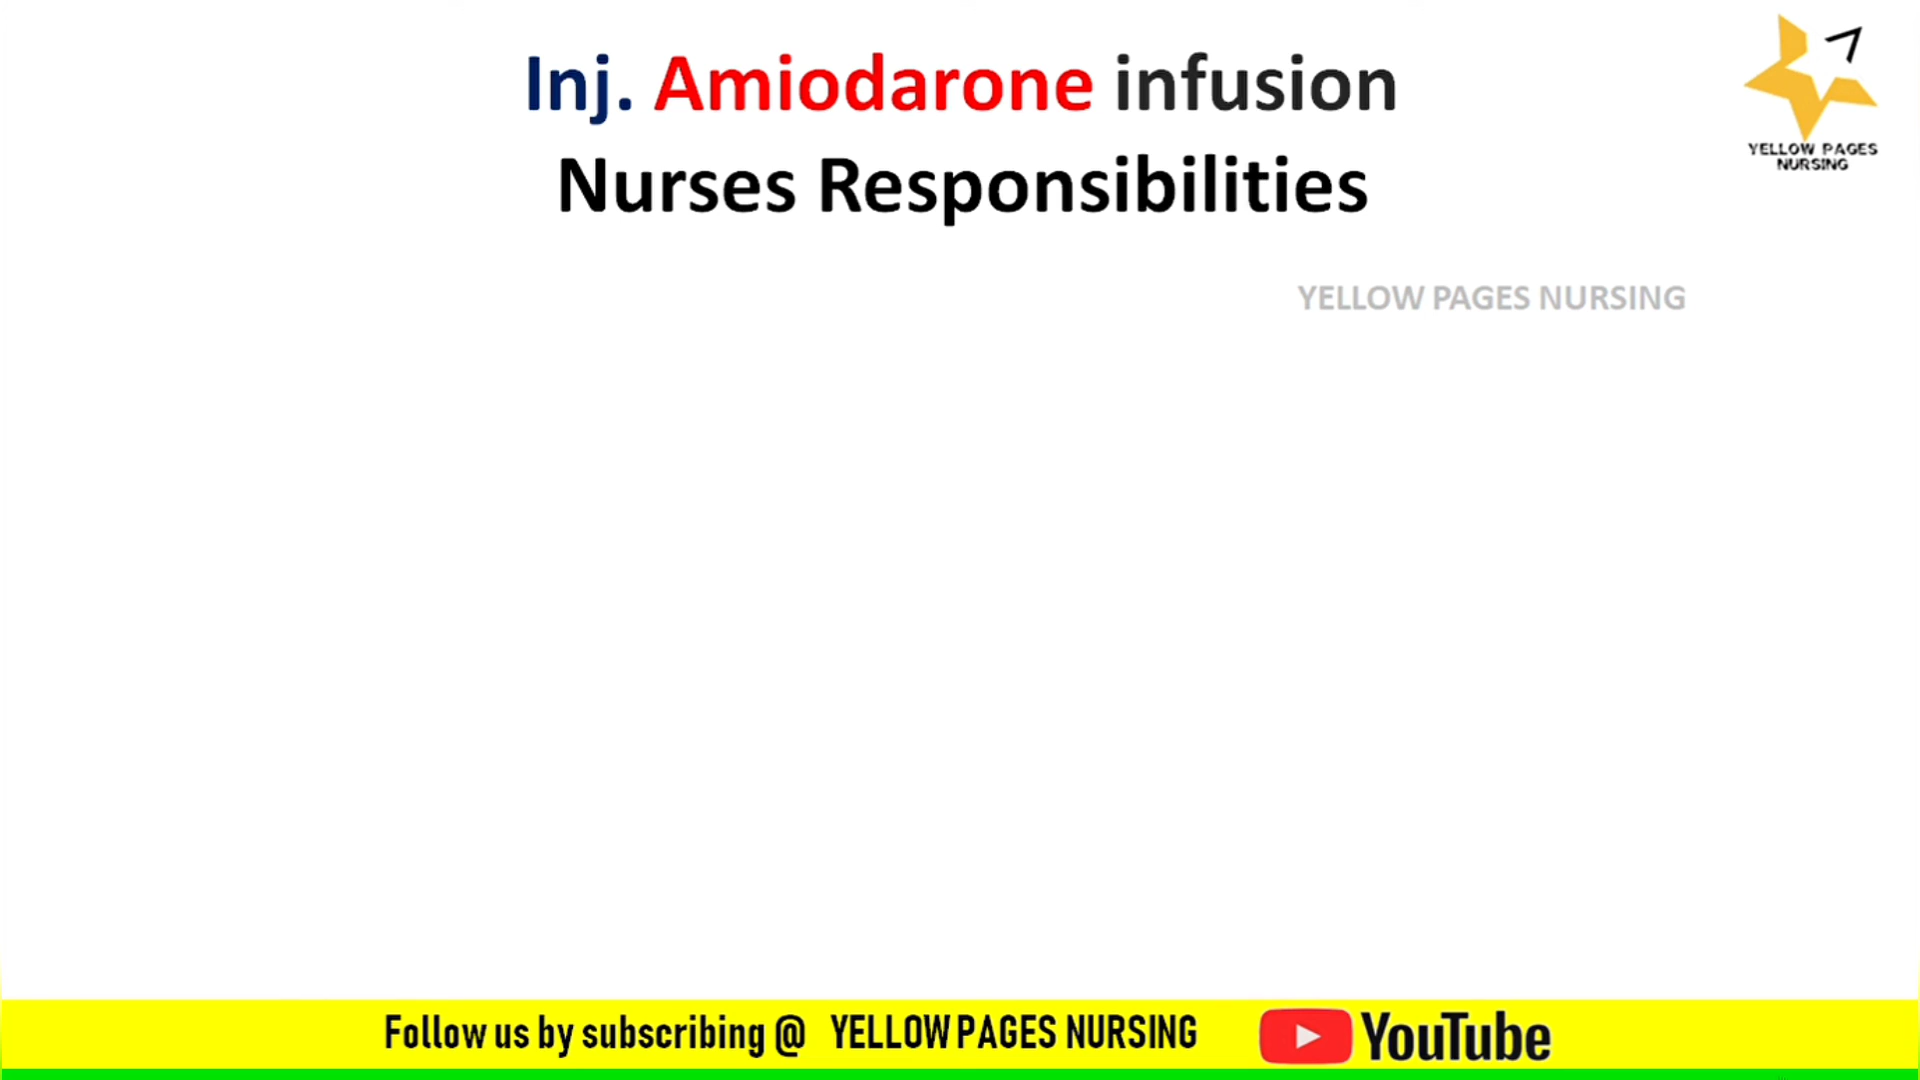 Inj. Amiodarone infusion
Nurses Responsibilities
YELLOW PAGES
NURSING
YELLOW PAGES NURSING
Follow us by subscribing @ YELLOW PAGES NURSING YouTube